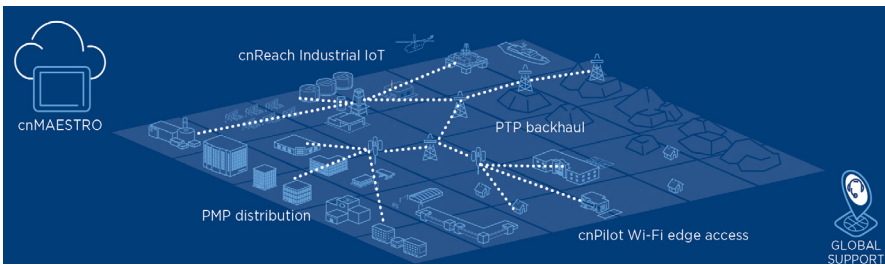 cnReach Industrial IoT
cnMAESTRO
PTP backhaul
PMP distribution
cnPilot Wi-Fi edge access
GLOBAL
SUPPORT